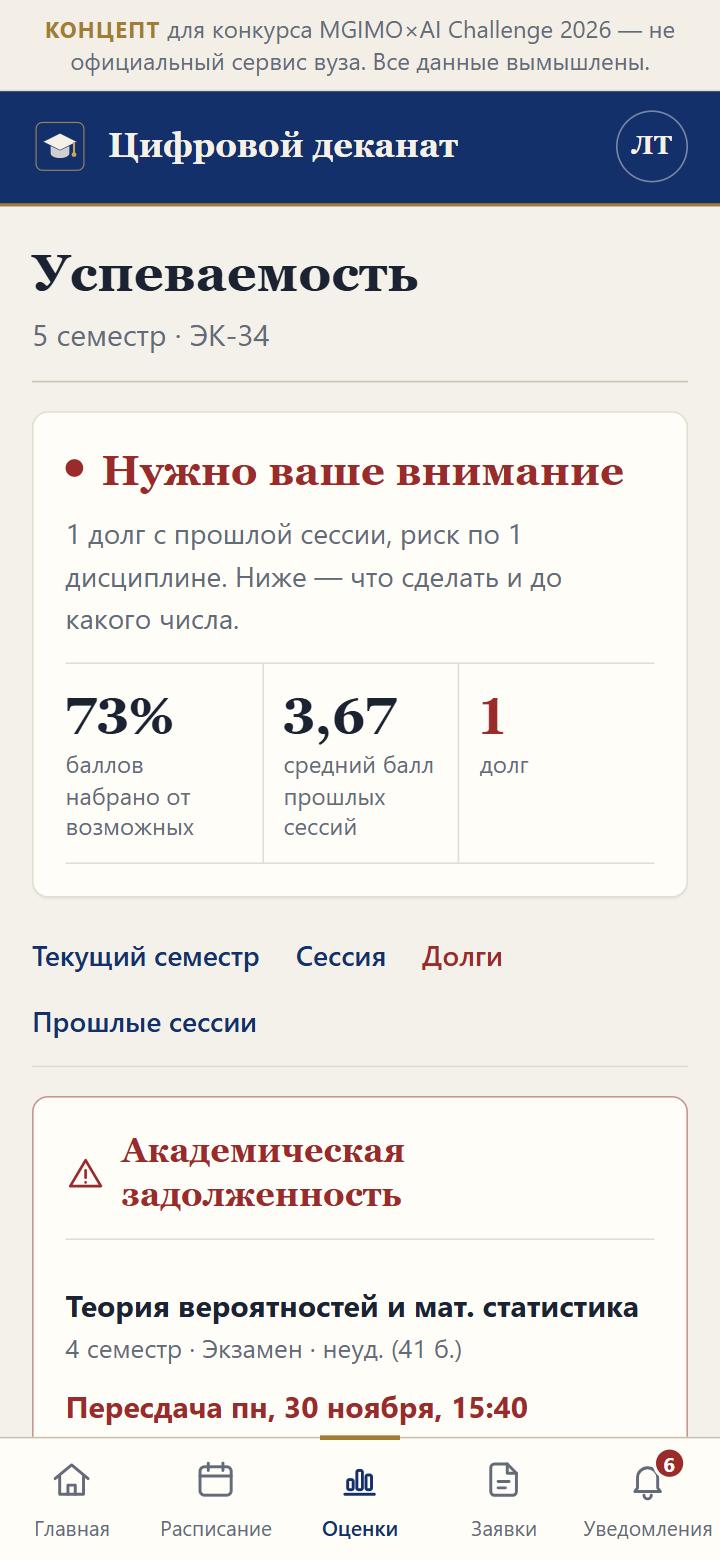 КОНЦЕПТ для конкурса MGIMO×AI Challenge 2026 — не
официальный сервис вуза. Все данные вымышлены.
Цифровой деканат
ЛТ
Успеваемость
5 семестр · ЭК-34
Нужно ваше внимание
1 долг с прошлой сессии, риск по 1
дисциплине. Ниже — что сделать и до
какого числа.
73%
баллов
набрано от
возможных
3,67
средний балл
прошлых
сессий
1
долг
Текущий семестр Сессия Долги
Прошлые сессии
Академическая
задолженность
Теория вероятностей и мат. статистика
4 семестр · Экзамен · неуд. (41 б.)
Пересдача пн, 30 ноября, 15:40
6
Главная Расписание Оценки Заявки Уведомления